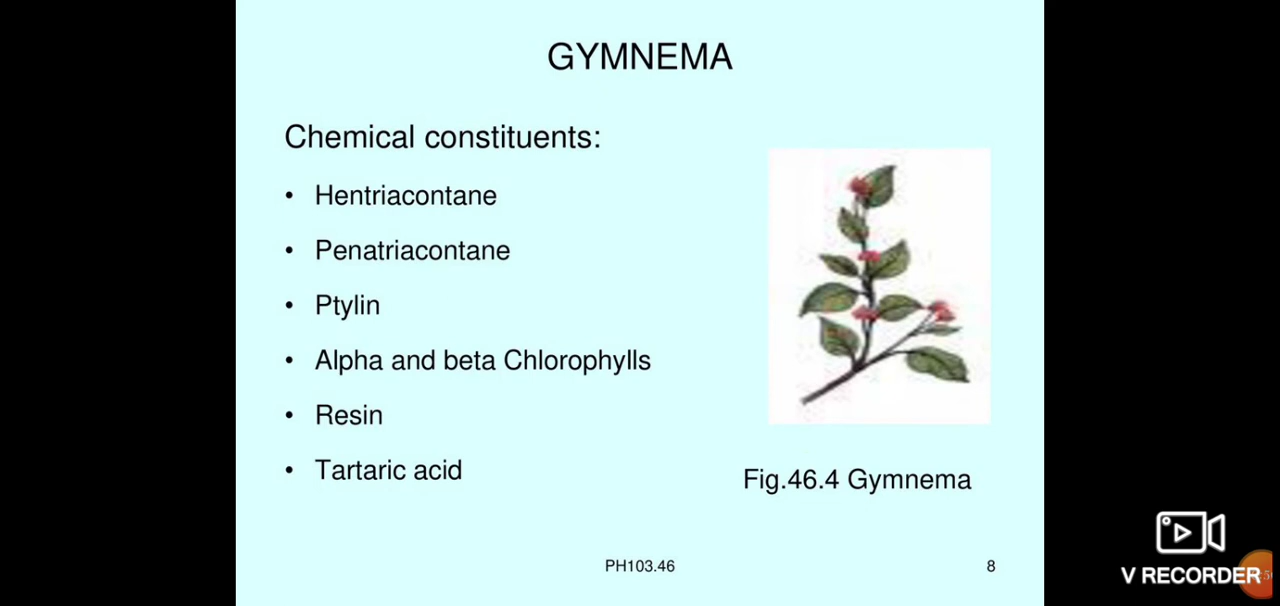 GYMNEMA
Chemical constituents:
• Hentriacontane
• Penatriacontane
• Ptylin
• Alpha and beta Chlorophylls
• Resin
• Tartaric acid
Fig.46.4 Gymnema
PH103.46
8
V RECORDER